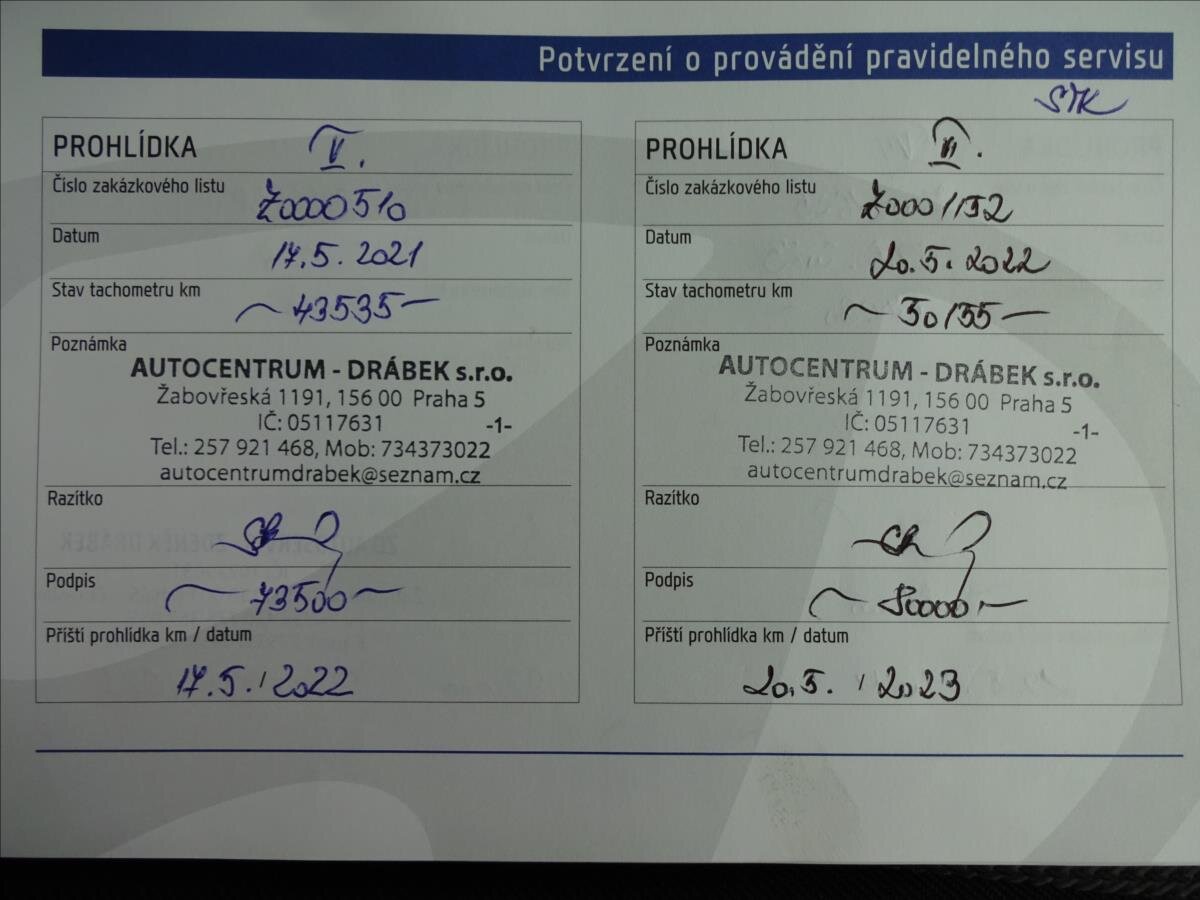 Potvrzení o provádění pravidelného servisu
STK
PROHLÍDKA V.
Číslo zakázkového listu Z0000510
Datum 17.5.2021
Stav tachometru km ~43535—
Poznámka
AUTOCENTRUM - DRÁBEK s.r.o.
Žabovřeská 1191, 156 00 Praha 5
IČ: 05117631 -1-
Tel.: 257 921 468, Mob: 734373022
autocentrumdrabek@seznam.cz
Razítko
Podpis
~73500—
Příští prohlídka km / datum
17.5./2022
PROHLÍDKA VI.
Číslo zakázkového listu Z0001152
Datum 20.5.2022
Stav tachometru km ~50155—
Poznámka
AUTOCENTRUM - DRÁBEK s.r.o.
Žabovřeská 1191, 156 00 Praha 5
IČ: 05117631 -1-
Tel.: 257 921 468, Mob: 734373022
autocentrumdrabek@seznam.cz
Razítko
Podpis
~80000—
Příští prohlídka km / datum
20.5. / 2023